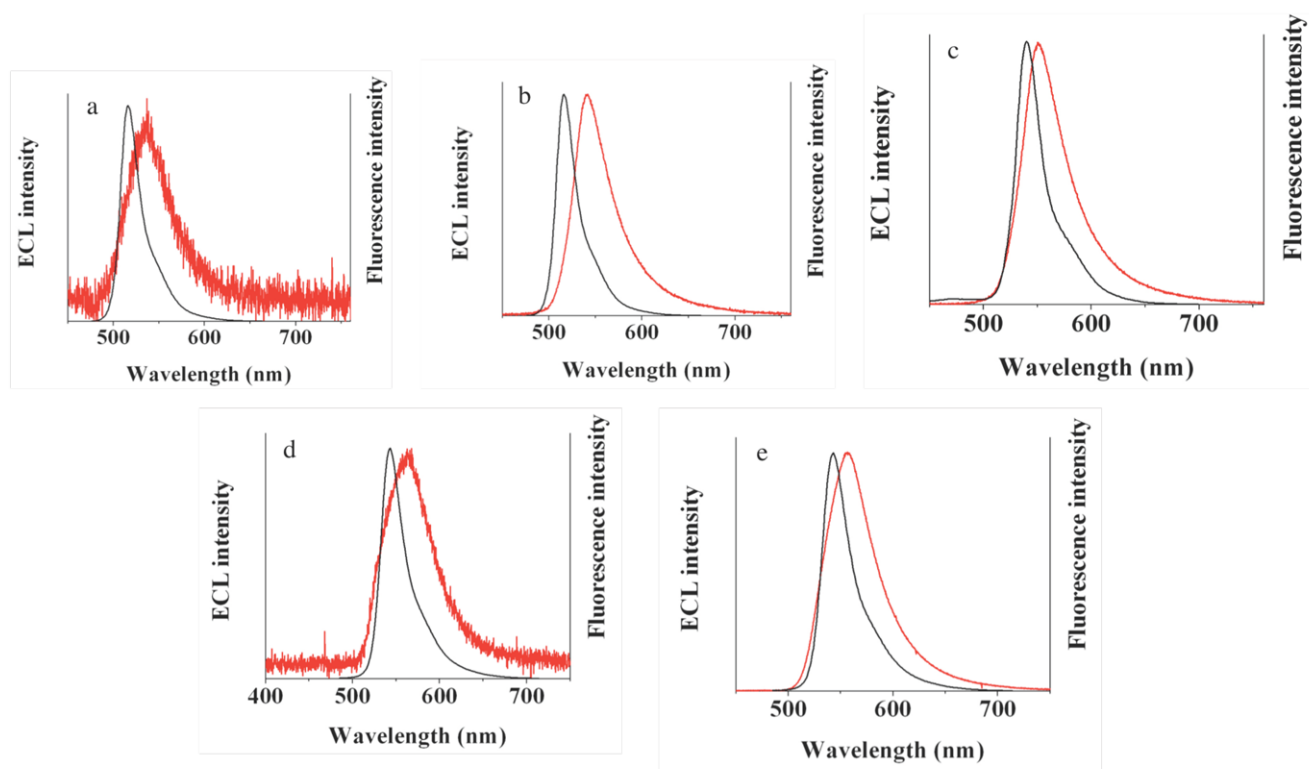 a
ECL intensity
Fluorescence intensity
500 600 700
Wavelength (nm)
b
ECL intensity
Fluorescence intensity
500 600 700
Wavelength (nm)
c
ECL intensity
Fluorescence intensity
500 600 700
Wavelength (nm)
d
ECL intensity
Fluorescence intensity
400 500 600 700
Wavelength (nm)
e
ECL intensity
Fluorescence intensity
500 600 700
Wavelength (nm)